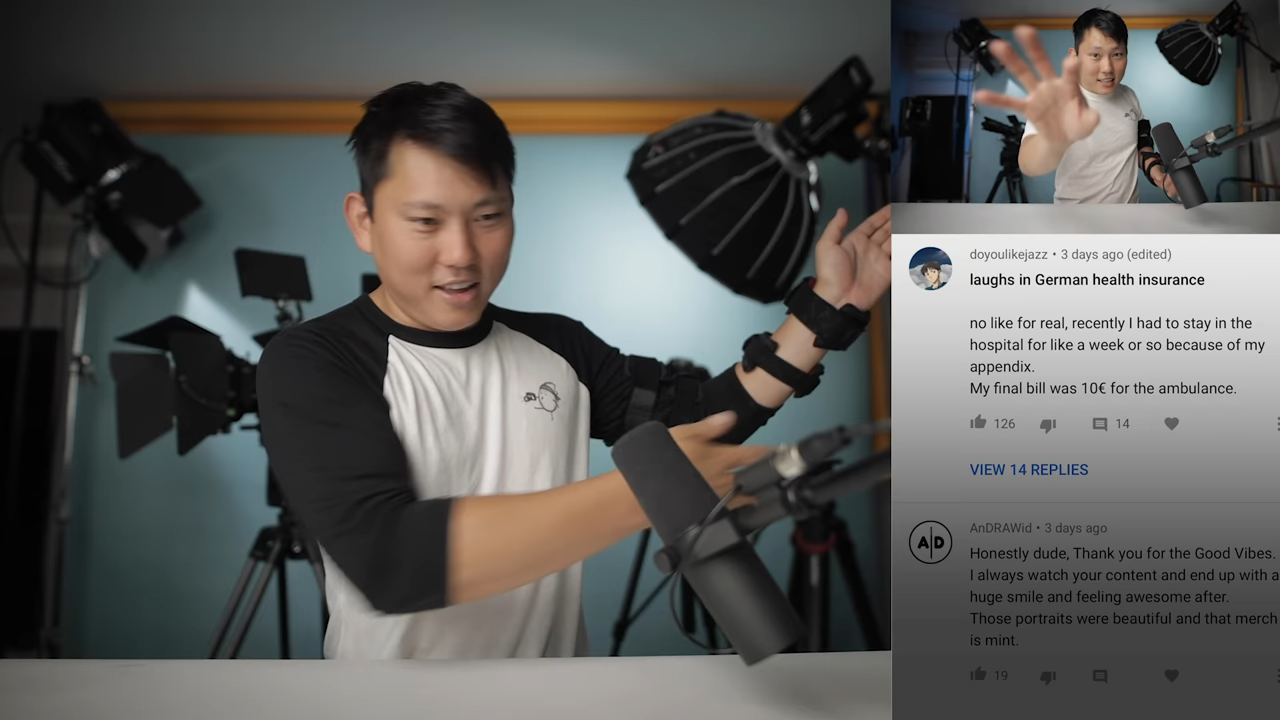 doyoulikejazz • 3 days ago (edited)
laughs in German health insurance
no like for real, recently I had to stay in the
hospital for like a week or so because of my
appendix.
My final bill was 10€ for the ambulance.
126
14
VIEW 14 REPLIES
A|D
AnDRAWid • 3 days ago
Honestly dude, Thank you for the Good Vibes.
I always watch your content and end up with a
huge smile and feeling awesome after.
Those portraits were beautiful and that merch
is mint.
19